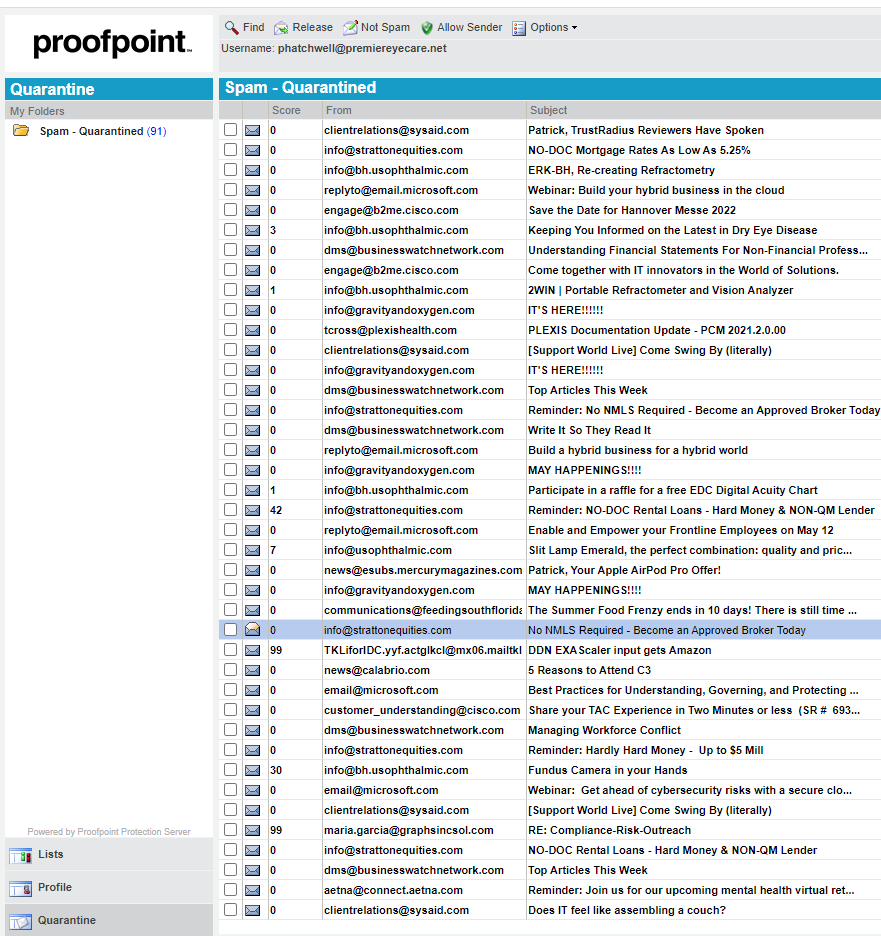 proofpoint™
Find Release Not Spam Allow Sender Options
Username: phatchwell@premiereyecare.net
Quarantine
My Folders
Spam - Quarantined (91)
Powered by Proofpoint Protection Server
Lists
Profile
Quarantine
Spam - Quarantined
Score From Subject
0 clientrelations@sysaid.com Patrick, TrustRadius Reviewers Have Spoken
0 info@strattonequities.com NO-DOC Mortgage Rates As Low As 5.25%
0 info@bh.usophthalmic.com ERK-BH, Re-creating Refractometry
0 replyto@email.microsoft.com Webinar: Build your hybrid business in the cloud
0 engage@b2me.cisco.com Save the Date for Hannover Messe 2022
3 info@bh.usophthalmic.com Keeping You Informed on the Latest in Dry Eye Disease
0 dms@businesswatchnetwork.com Understanding Financial Statements For Non-Financial Profess...
0 engage@b2me.cisco.com Come together with IT innovators in the World of Solutions.
1 info@bh.usophthalmic.com 2WIN | Portable Refractometer and Vision Analyzer
0 info@gravityandoxygen.com IT'S HERE!!!!!!
0 tcross@plexishealth.com PLEXIS Documentation Update - PCM 2021.2.0.00
0 clientrelations@sysaid.com [Support World Live] Come Swing By (literally)
0 info@gravityandoxygen.com IT'S HERE!!!!!!
0 dms@businesswatchnetwork.com Top Articles This Week
0 info@strattonequities.com Reminder: No NMLS Required - Become an Approved Broker Today
0 dms@businesswatchnetwork.com Write It So They Read It
0 replyto@email.microsoft.com Build a hybrid business for a hybrid world
0 info@gravityandoxygen.com MAY HAPPENINGS!!!!
1 info@bh.usophthalmic.com Participate in a raffle for a free EDC Digital Acuity Chart
42 info@strattonequities.com Reminder: NO-DOC Rental Loans - Hard Money & NON-QM Lender
0 replyto@email.microsoft.com Enable and Empower your Frontline Employees on May 12
7 info@usophthalmic.com Slit Lamp Emerald, the perfect combination: quality and pric...
0 news@esubs.mercurymagazines.com Patrick, Your Apple AirPod Pro Offer!
0 info@gravityandoxygen.com MAY HAPPENINGS!!!!
0 communications@feedingsouthflorida The Summer Food Frenzy ends in 10 days! There is still time ...
0 info@strattonequities.com No NMLS Required - Become an Approved Broker Today
99 TKLiforIDC.yyf.actglkcl@mx06.mailtkl DDN EXAScaler input gets Amazon
0 news@calabrio.com 5 Reasons to Attend C3
0 email@microsoft.com Best Practices for Understanding, Governing, and Protecting ...
0 customer_understanding@cisco.com Share your TAC Experience in Two Minutes or less (SR # 693...
0 dms@businesswatchnetwork.com Managing Workforce Conflict
0 info@strattonequities.com Reminder: Hardly Hard Money - Up to $5 Mill
30 info@bh.usophthalmic.com Fundus Camera in your Hands
0 email@microsoft.com Webinar: Get ahead of cybersecurity risks with a secure clo...
0 clientrelations@sysaid.com [Support World Live] Come Swing By (literally)
99 maria.garcia@graphsincsol.com RE: Compliance-Risk-Outreach
0 info@strattonequities.com NO-DOC Rental Loans - Hard Money & NON-QM Lender
0 dms@businesswatchnetwork.com Top Articles This Week
0 aetna@connect.aetna.com Reminder: Join us for our upcoming mental health virtual ret...
0 clientrelations@sysaid.com Does IT feel like assembling a couch?